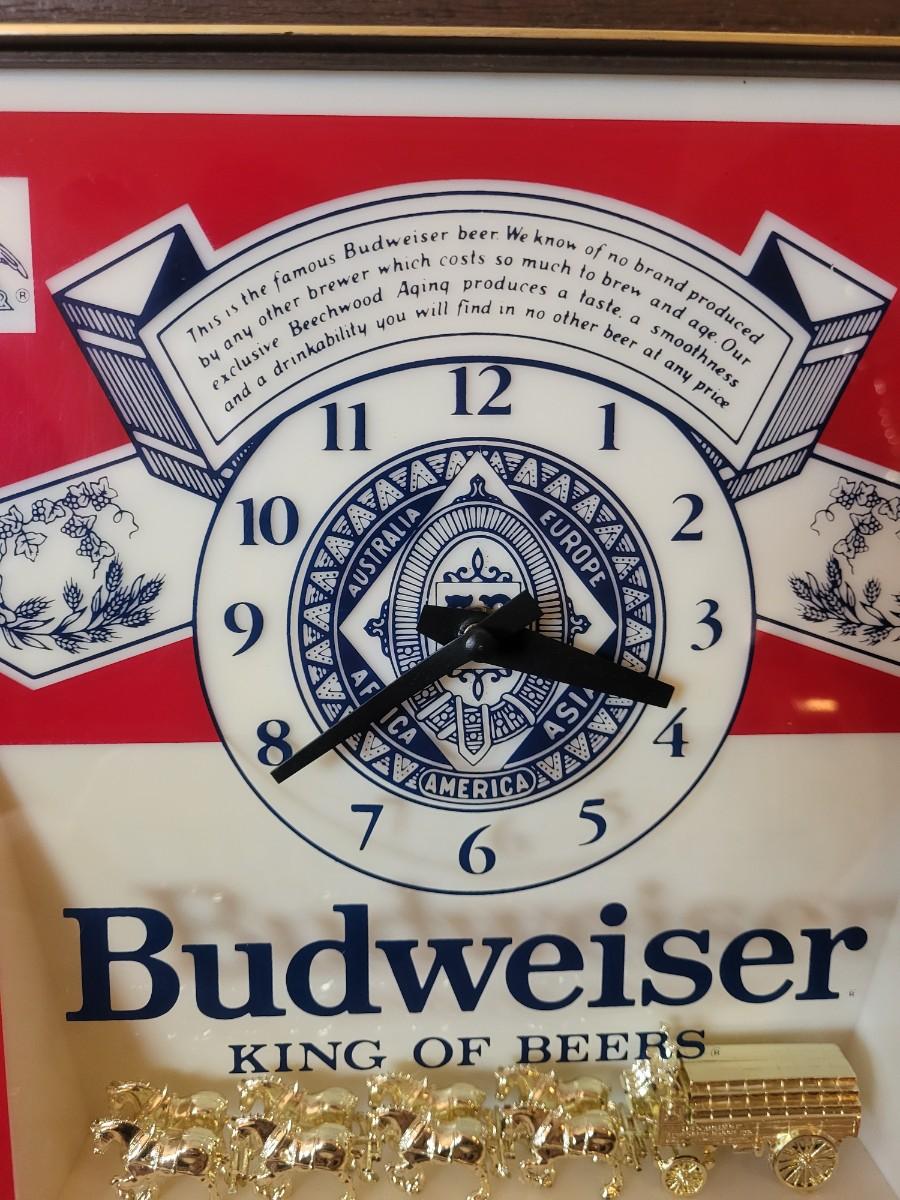 This is the famous Budweiser beer. We know of no brand produced
by any other brewer which costs so much to brew and age. Our
exclusive Beechwood Aging produces a taste, a smoothness
and a drinkability you will find in no other beer at any price
®
12
11
1
10
2
AUSTRALIA
EUROPE
9
3
AFRICA
ASIA
8
4
AMERICA
7
5
6
Budweiser
®
KING OF BEERS
®